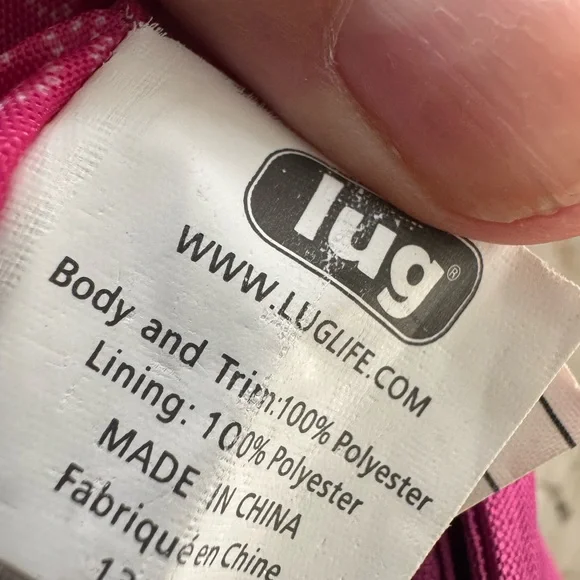 lug®
WWW.LUGLIFE.COM
Body and Trim:100% Polyester
Lining: 100% Polyester
MADE IN CHINA
Fabriqué en Chine